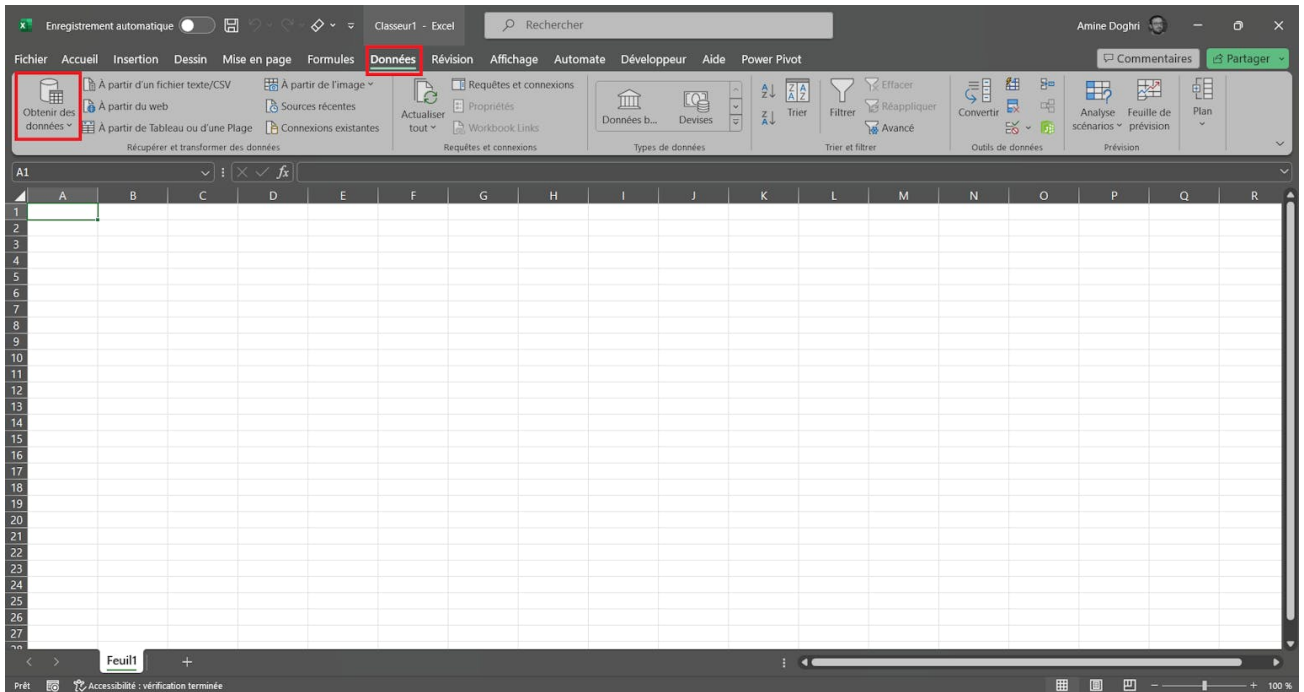 Enregistrement automatique
Classeur1 - Excel
Rechercher
Amine Doghri
Fichier Accueil Insertion Dessin Mise en page Formules Données Révision Affichage Automate Développeur Aide Power Pivot
Commentaires
Partager
Obtenir des données
À partir d'un fichier texte/CSV
À partir du web
À partir de Tableau ou d'une Plage
À partir de l'image
Sources récentes
Connexions existantes
Récupérer et transformer des données
Actualiser tout
Requêtes et connexions
Propriétés
Workbook Links
Requêtes et connexions
Données b...
Devises
Types de données
Trier
Filtrer
Effacer
Réappliquer
Avancé
Trier et filtrer
Convertir
Outils de données
Analyse scénarios
Feuille de prévision
Prévision
Plan
A1
fx
A B C D E F G H I J K L M N O P Q R
1
2
3
4
5
6
7
8
9
10
11
12
13
14
15
16
17
18
19
20
21
22
23
24
25
26
27
28
Feuil1
Prêt
Accessibilité : vérification terminée
100 %